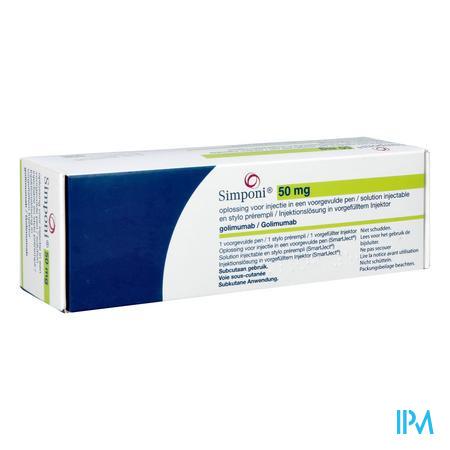 Simponi® 50 mg
oplossing voor injectie in een voorgevulde pen / solution injectable
en stylo prérempli / Injektionslösung in vorgefülltem Injektor
golimumab / Golimumab
1 voorgevulde pen / 1 stylo prérempli / 1 vorgefüllter Injektor
Oplossing voor injectie in een voorgevulde pen (SmartJect®)
Solution injectable en stylo prérempli (SmartJect®)
Injektionslösung in vorgefülltem Injektor (SmartJect®)
Subcutaan gebruik.
Voie sous-cutanée
Subkutane Anwendung.
Niet schudden.
Lees voor het gebruik de
bijsluiter.
Ne pas secouer
Lire la notice avant utilisation
Nicht schütteln.
Packungsbeilage beachten.
Simponi® 50 mg
golimumab / Golimumab
IPM